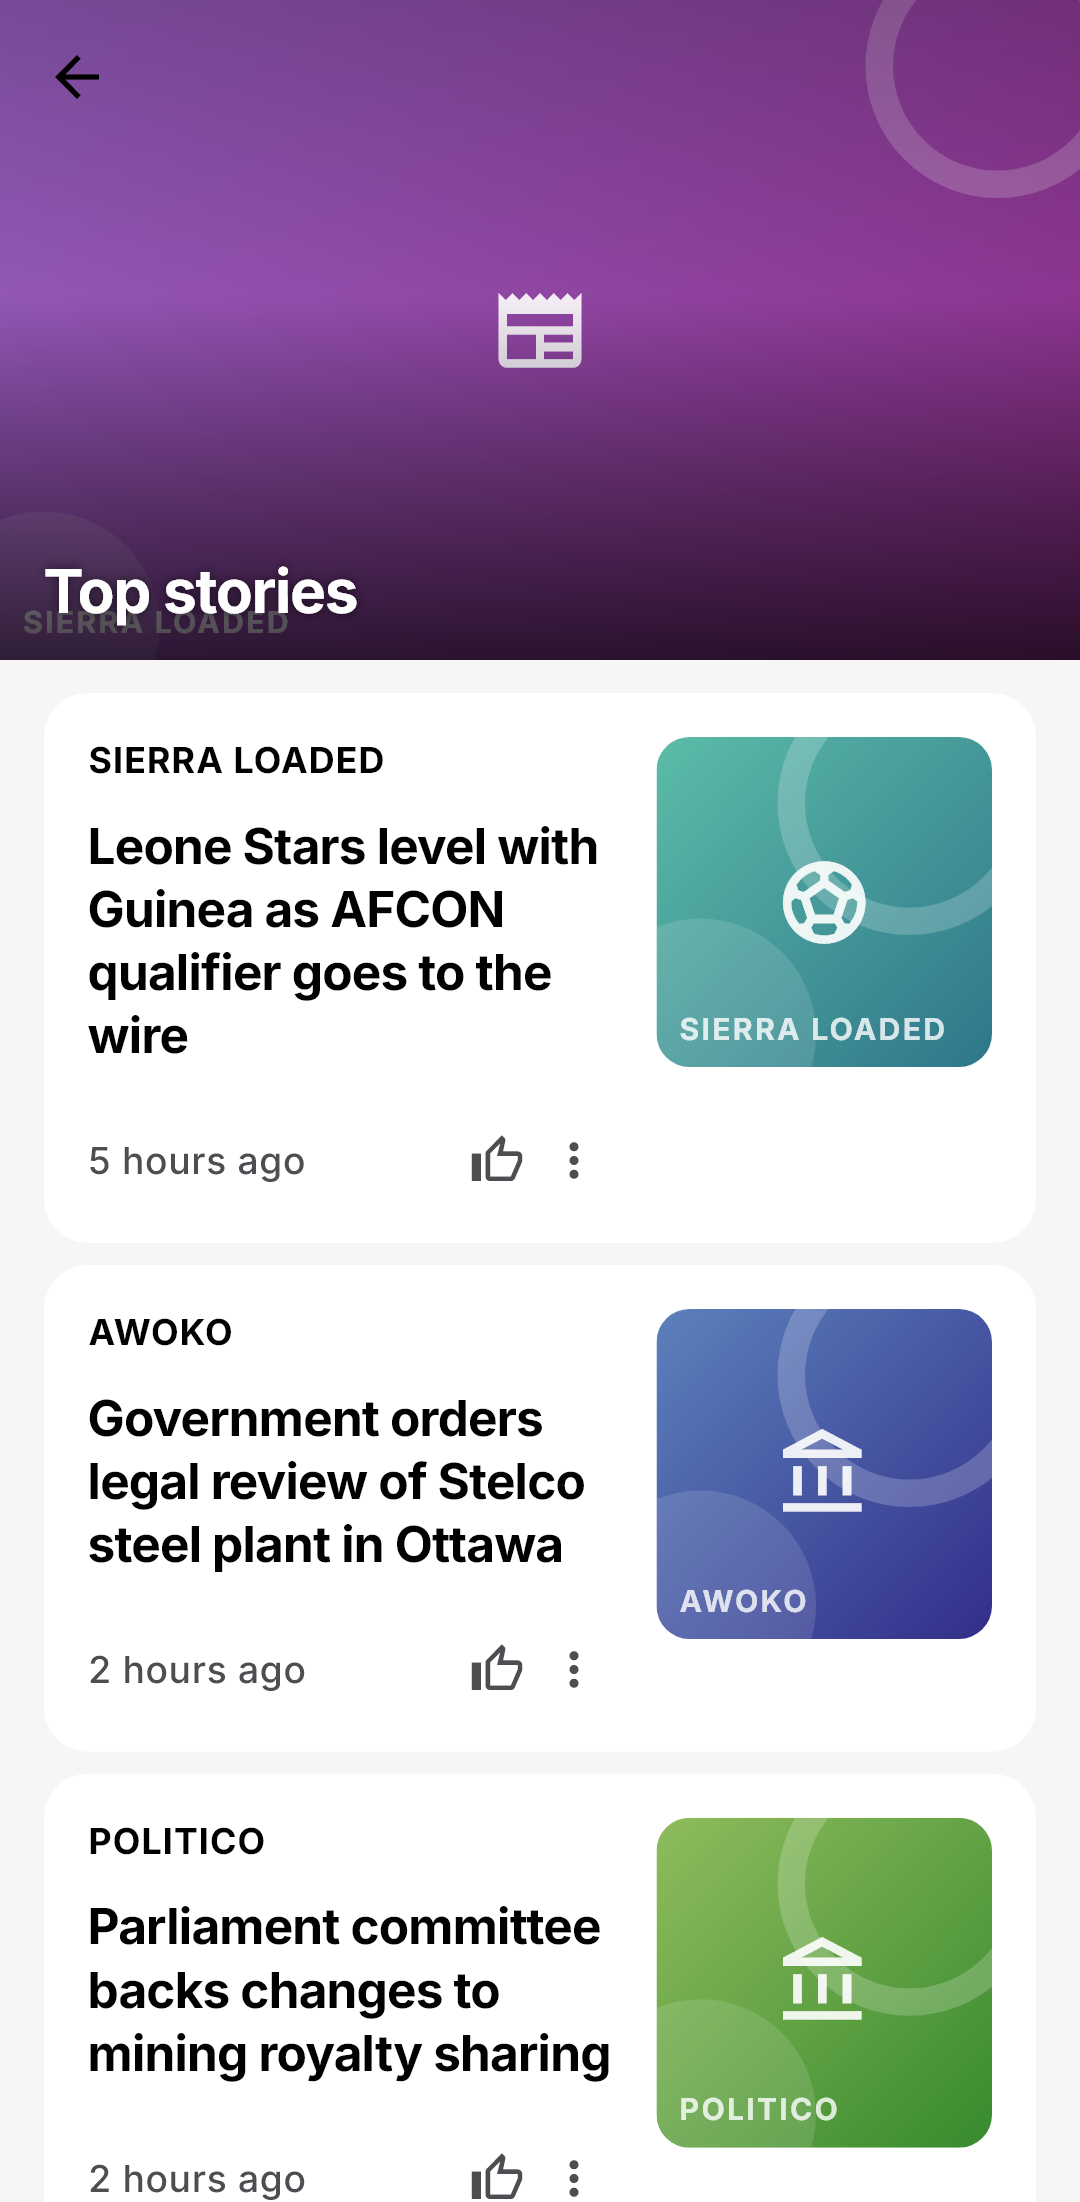 Top stories
SIERRA LOADED
SIERRA LOADED
Leone Stars level with
Guinea as AFCON
qualifier goes to the
wire
SIERRA LOADED
5 hours ago
AWOKO
Government orders
legal review of Stelco
steel plant in Ottawa
AWOKO
2 hours ago
POLITICO
Parliament committee
backs changes to
mining royalty sharing
POLITICO
2 hours ago